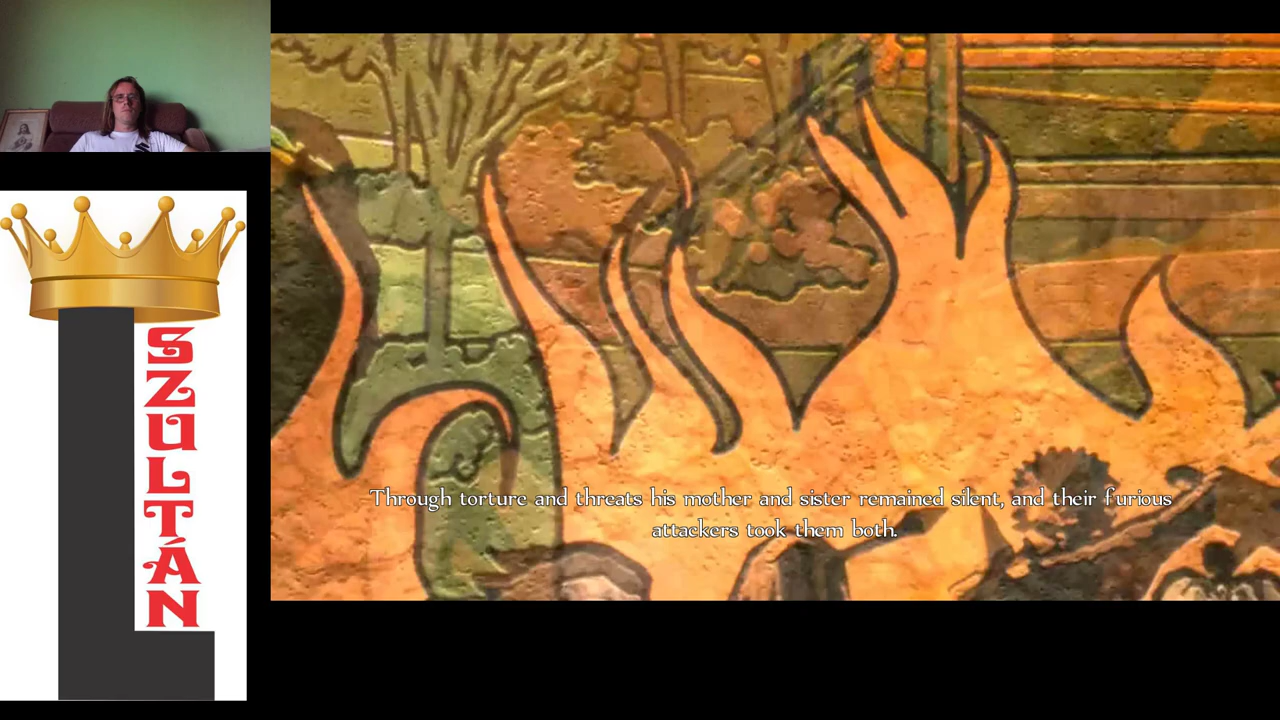 SZULTÁN
Through torture and threats his mother and sister remained silent, and their furious
attackers took them both.